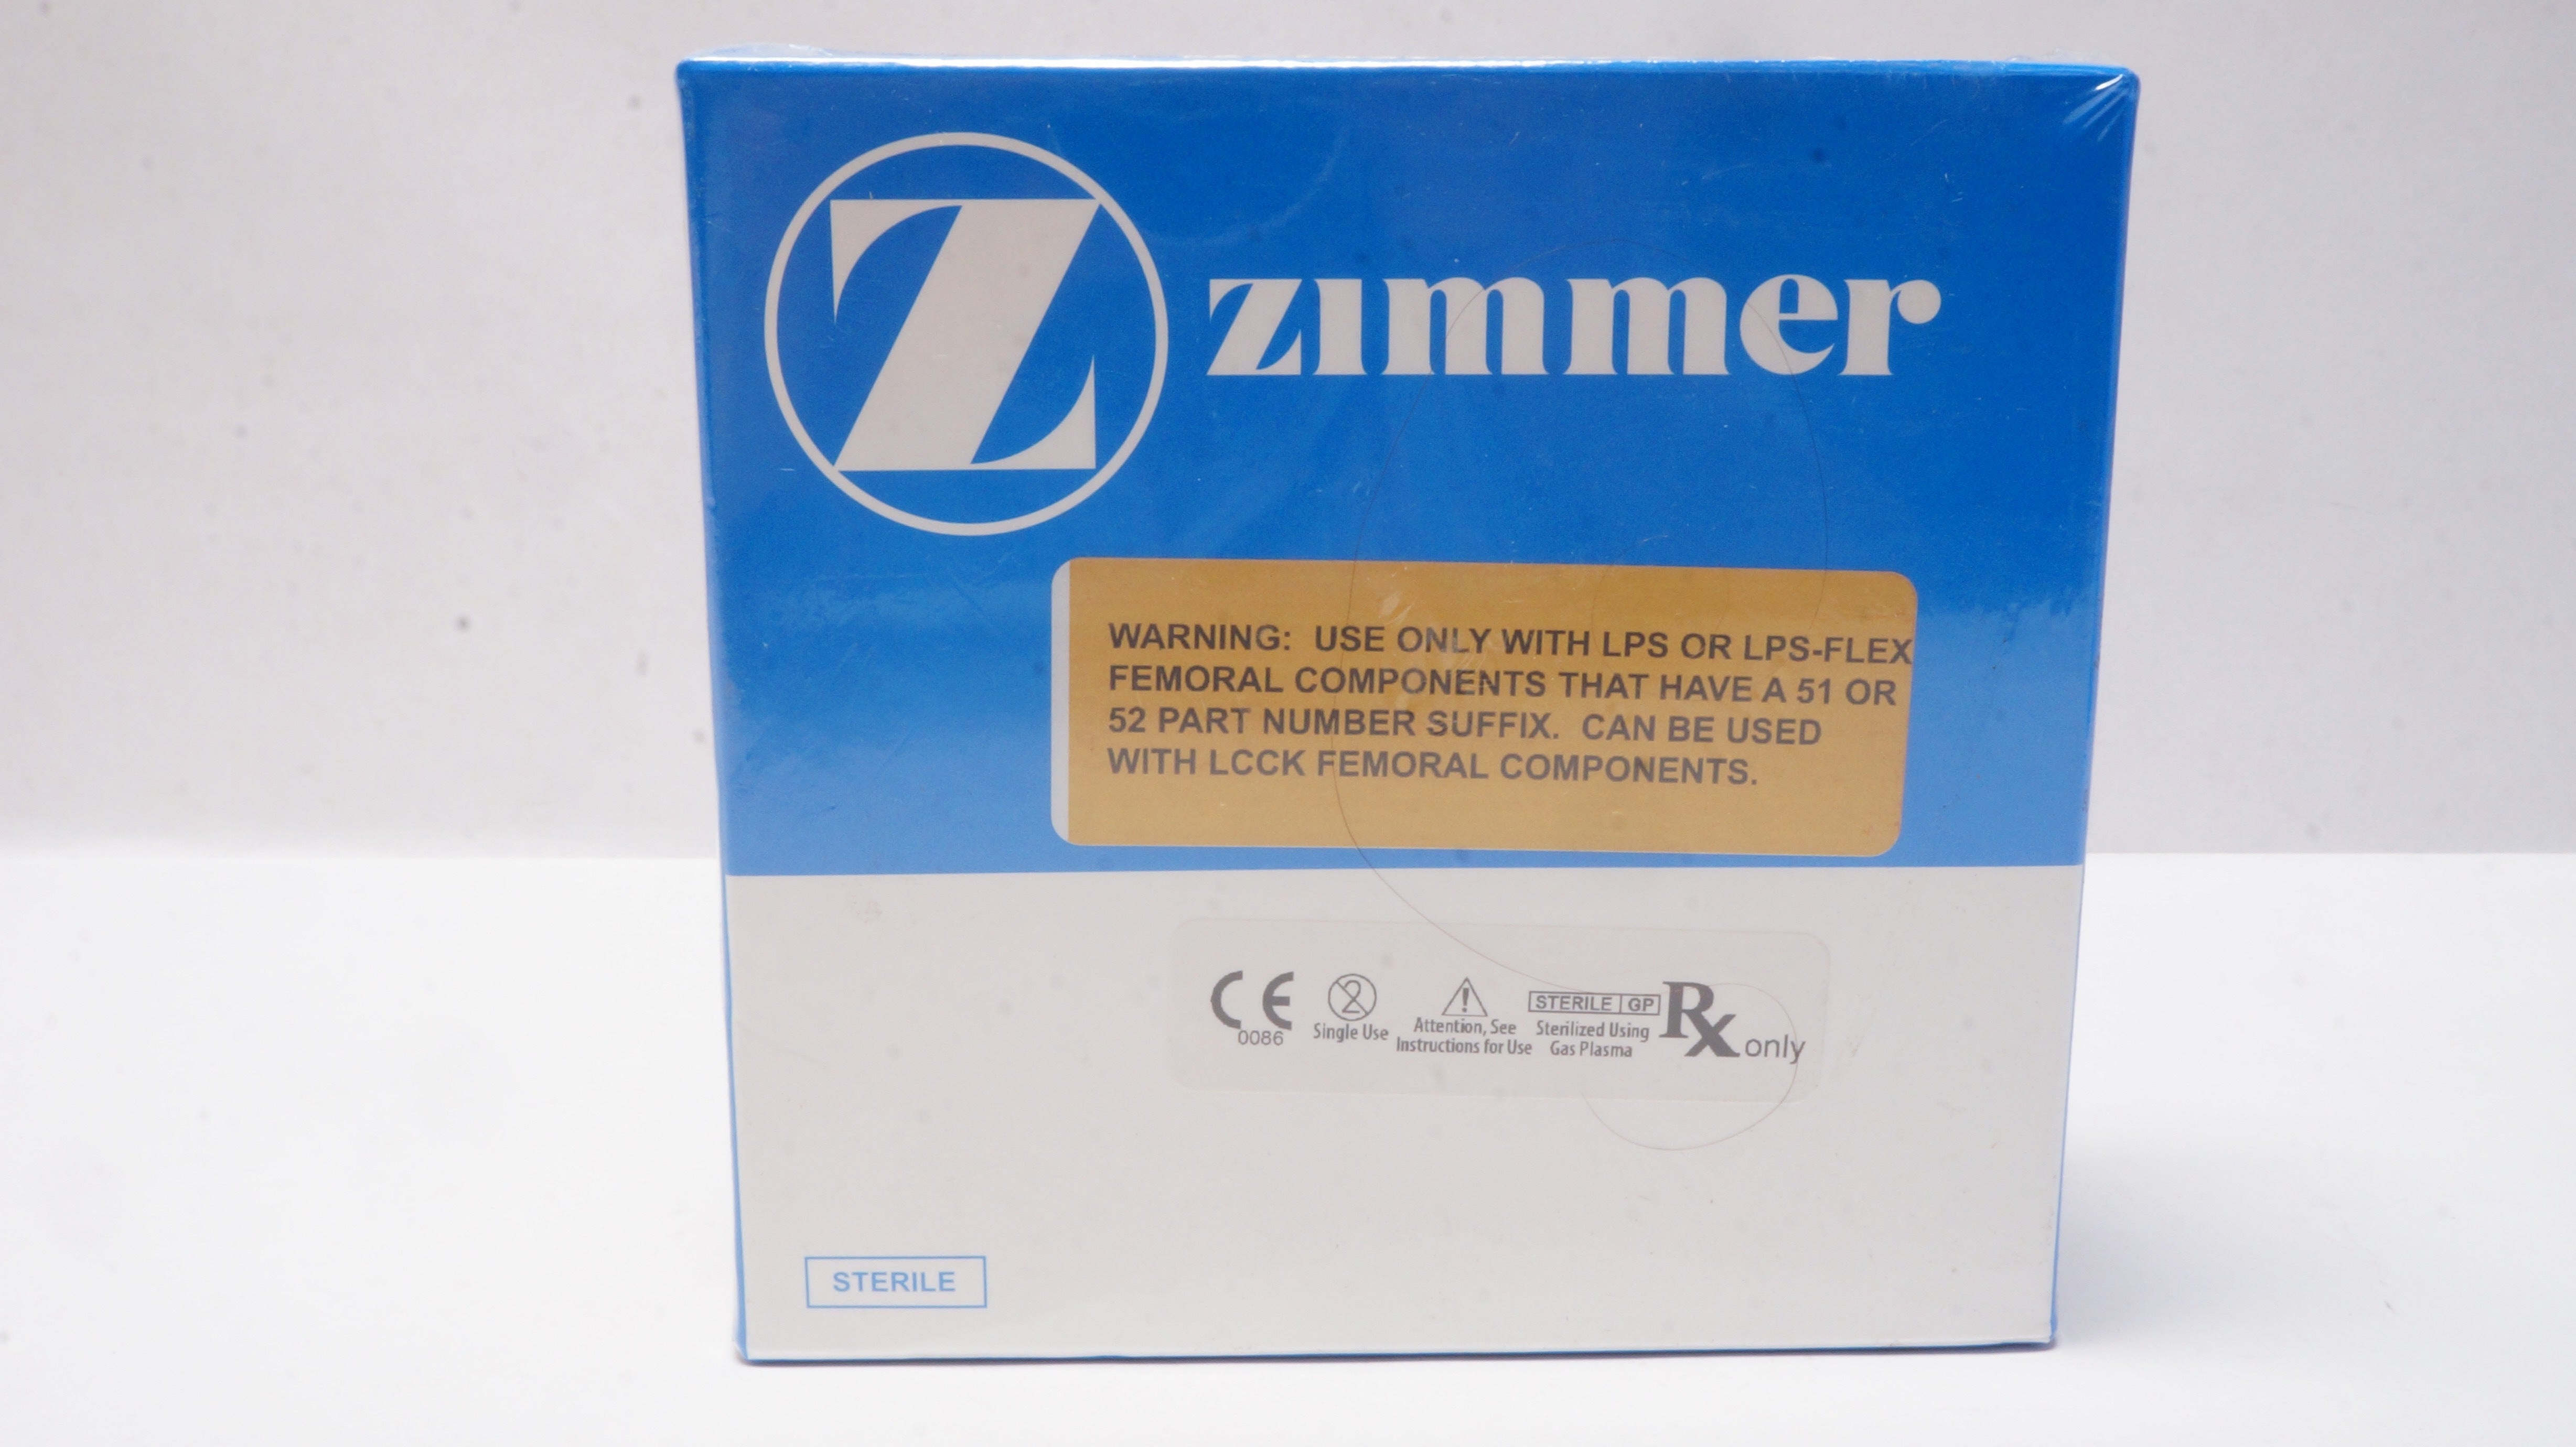 Z zimmer
WARNING: USE ONLY WITH LPS OR LPS-FLEX
FEMORAL COMPONENTS THAT HAVE A 51 OR
52 PART NUMBER SUFFIX. CAN BE USED
WITH LCCK FEMORAL COMPONENTS.
CE
0086
2
Single Use
!
Attention, See
Instructions for Use
STERILE GP
Sterilized Using
Gas Plasma
Rx only
STERILE